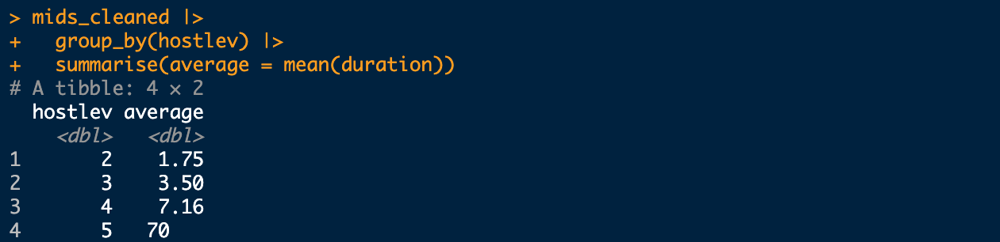 > mids_cleaned |>
+   group_by(hostlev) |>
+   summarise(average = mean(duration))
# A tibble: 4 × 2
  hostlev average
    <dbl>   <dbl>
1       2    1.75
2       3    3.50
3       4    7.16
4       5   70